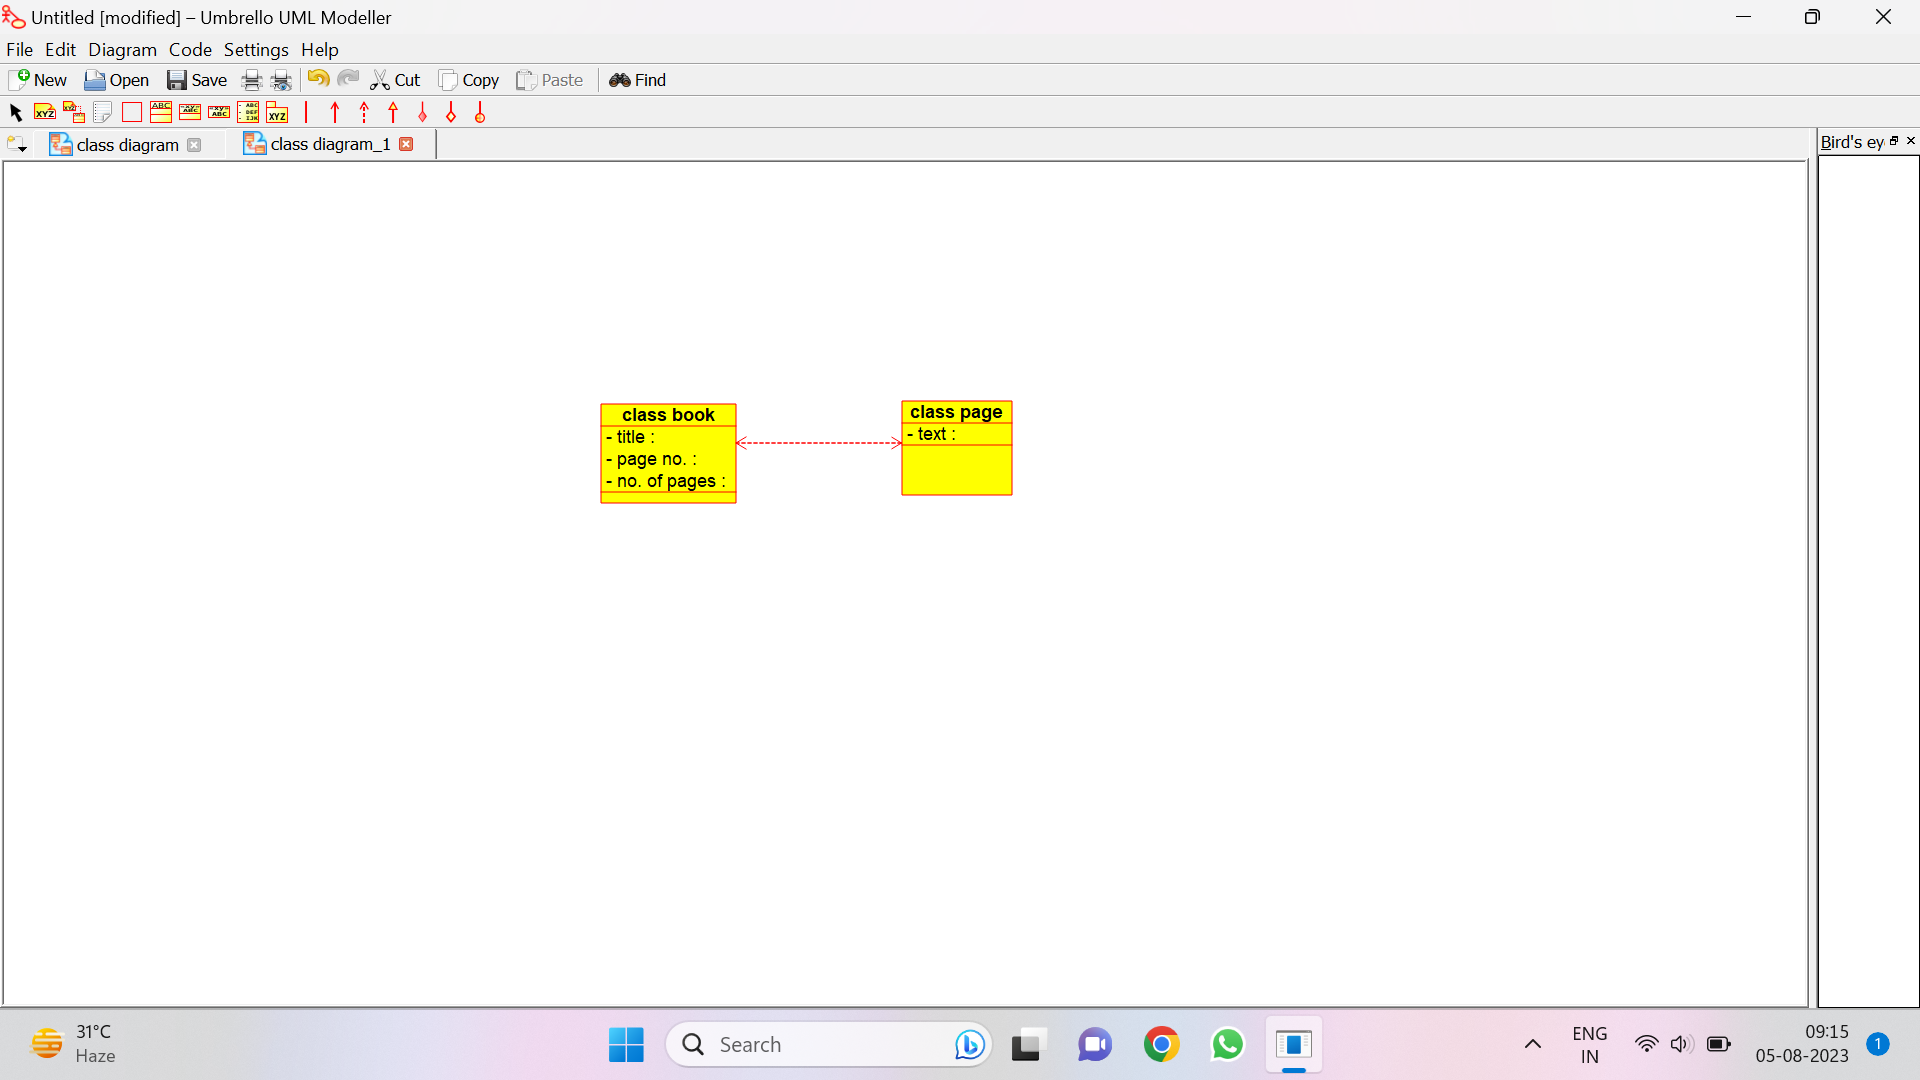 Untitled [modified] – Umbrello UML Modeller
File Edit Diagram Code Settings Help
New Open Save Cut Copy Paste Find
class diagram class diagram_1
Bird's ey
class book
- title :
- page no. :
- no. of pages :
class page
- text :
31°C
Haze
Search
ENG
IN
09:15
05-08-2023
1